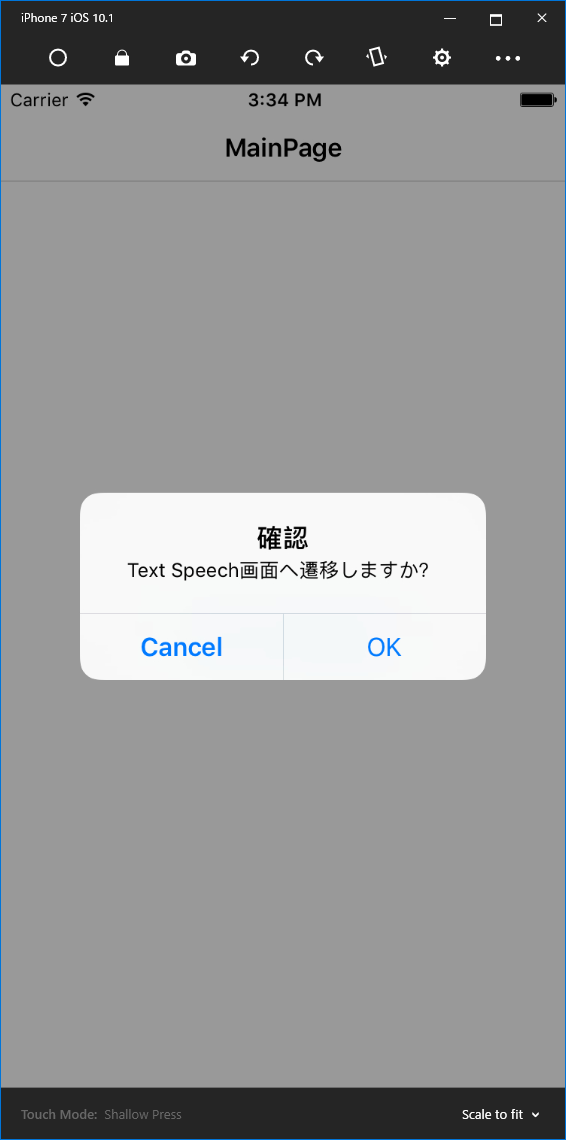 iPhone 7 iOS 10.1
Carrier 3:34 PM
MainPage
確認
Text Speech画面へ遷移しますか?
Cancel OK
Touch Mode: Shallow Press Scale to fit